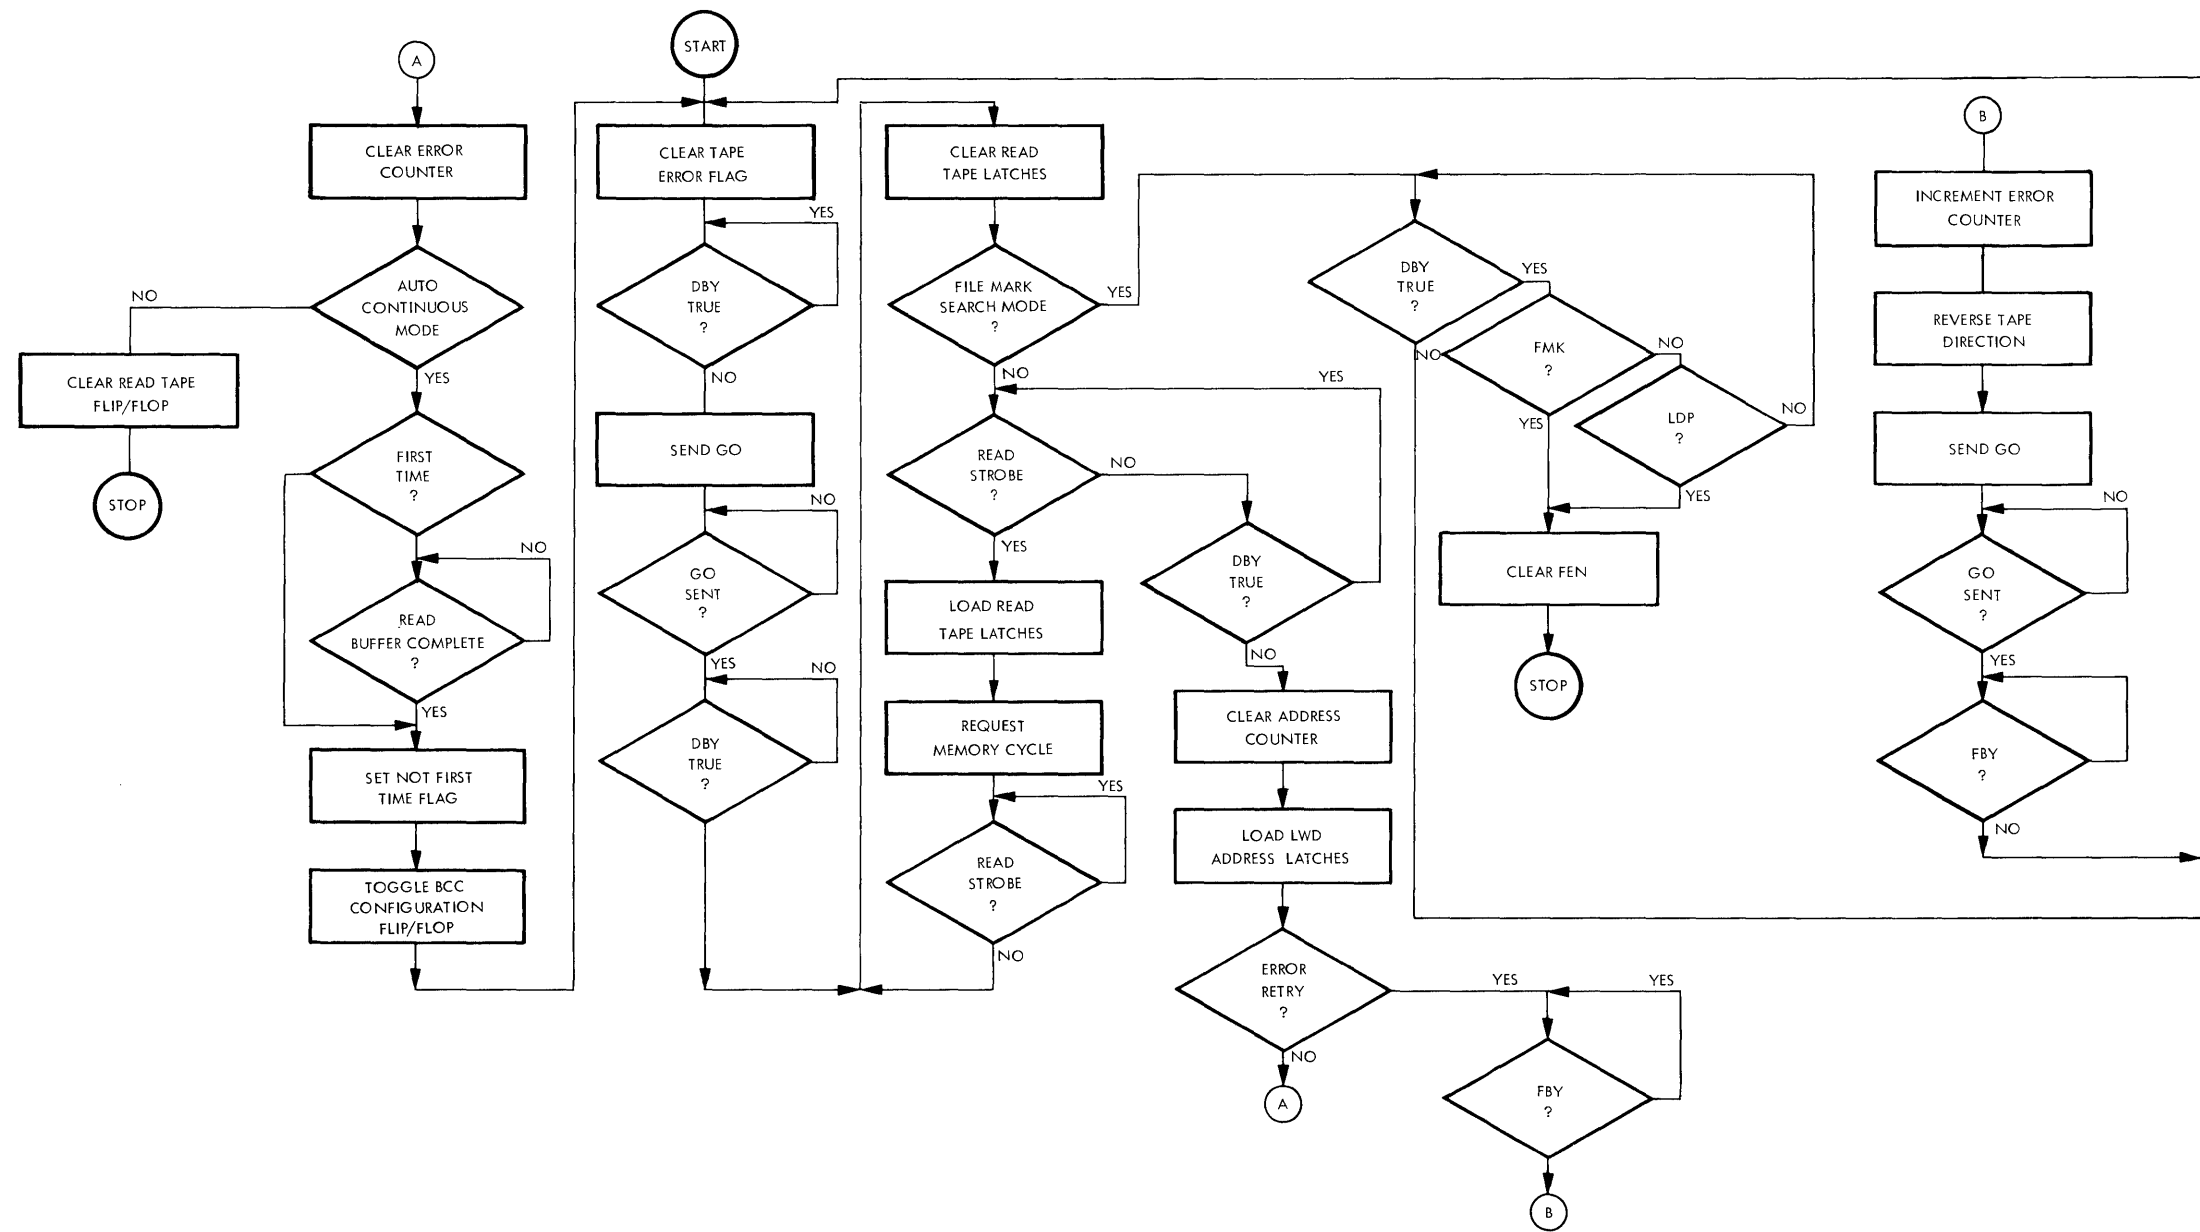 A
CLEAR ERROR
COUNTER
AUTO
CONTINUOUS
MODE
NO
YES
CLEAR READ TAPE
FLIP/FLOP
STOP
FIRST
TIME
?
NO
READ
BUFFER COMPLETE
?
YES
SET NOT FIRST
TIME FLAG
TOGGLE BCC
CONFIGURATION
FLIP/FLOP
START
CLEAR TAPE
ERROR FLAG
YES
DBY
TRUE
?
NO
SEND GO
NO
GO
SENT
?
YES
NO
DBY
TRUE
?
CLEAR READ
TAPE LATCHES
FILE MARK
SEARCH MODE
?
YES
NO
YES
READ
STROBE
?
NO
YES
LOAD READ
TAPE LATCHES
REQUEST
MEMORY CYCLE
YES
READ
STROBE
?
NO
DBY
TRUE
?
NO
CLEAR ADDRESS
COUNTER
LOAD LWD
ADDRESS LATCHES
ERROR
RETRY
?
YES
NO
A
YES
FBY
?
B
DBY
TRUE
?
YES
NO
FMK
?
NO
YES
LDP
?
NO
YES
CLEAR FEN
STOP
B
INCREMENT ERROR
COUNTER
REVERSE TAPE
DIRECTION
SEND GO
NO
GO
SENT
?
YES
FBY
?
NO